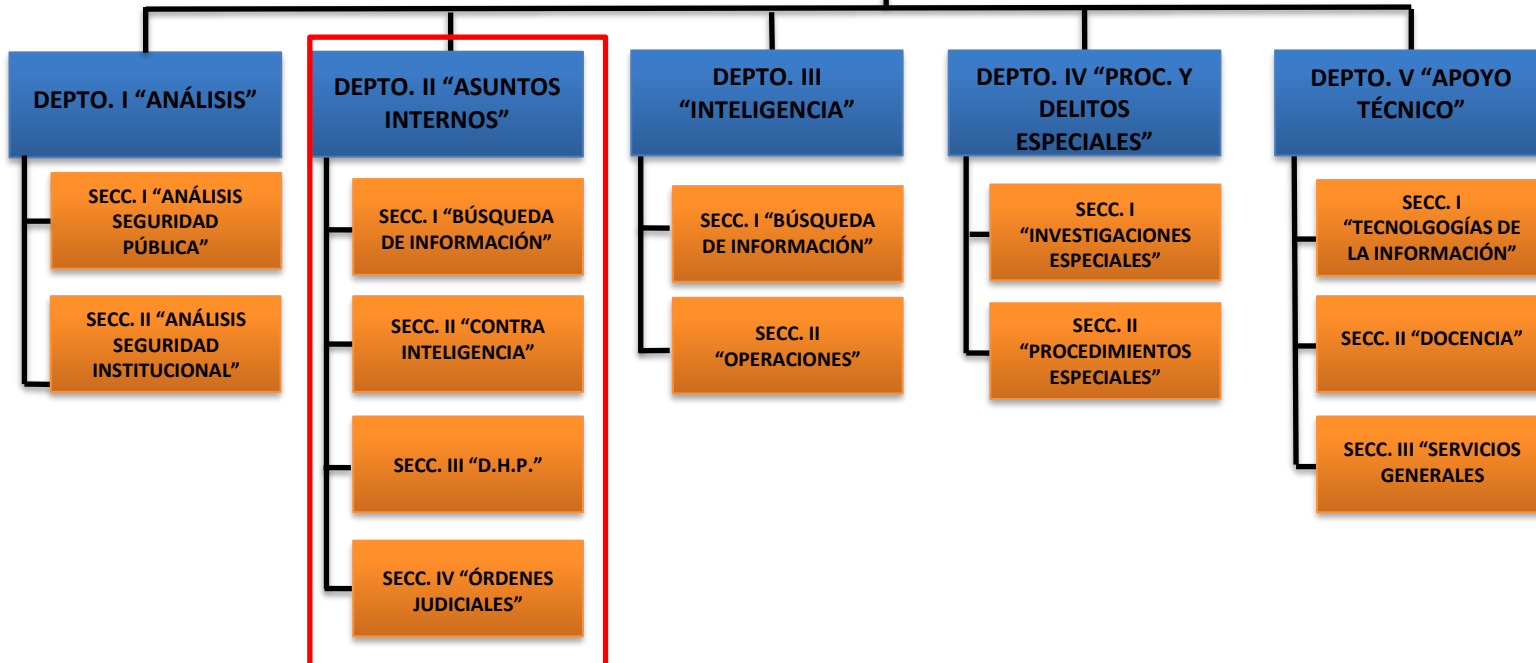 DEPTO. I “ANÁLISIS”
SECC. I “ANÁLISIS
SEGURIDAD
PÚBLICA”
SECC. II “ANÁLISIS
SEGURIDAD
INSTITUCIONAL”
DEPTO. II “ASUNTOS
INTERNOS”
SECC. I “BÚSQUEDA
DE INFORMACIÓN”
SECC. II “CONTRA
INTELIGENCIA”
SECC. III “D.H.P.”
SECC. IV “ÓRDENES
JUDICIALES”
DEPTO. III
“INTELIGENCIA”
SECC. I “BÚSQUEDA
DE INFORMACIÓN”
SECC. II
“OPERACIONES”
DEPTO. IV “PROC. Y
DELITOS
ESPECIALES”
SECC. I
“INVESTIGACIONES
ESPECIALES”
SECC. II
“PROCEDIMIENTOS
ESPECIALES”
DEPTO. V “APOYO
TÉCNICO”
SECC. I
“TECNOLGOGÍAS DE
LA INFORMACIÓN”
SECC. II “DOCENCIA”
SECC. III “SERVICIOS
GENERALES